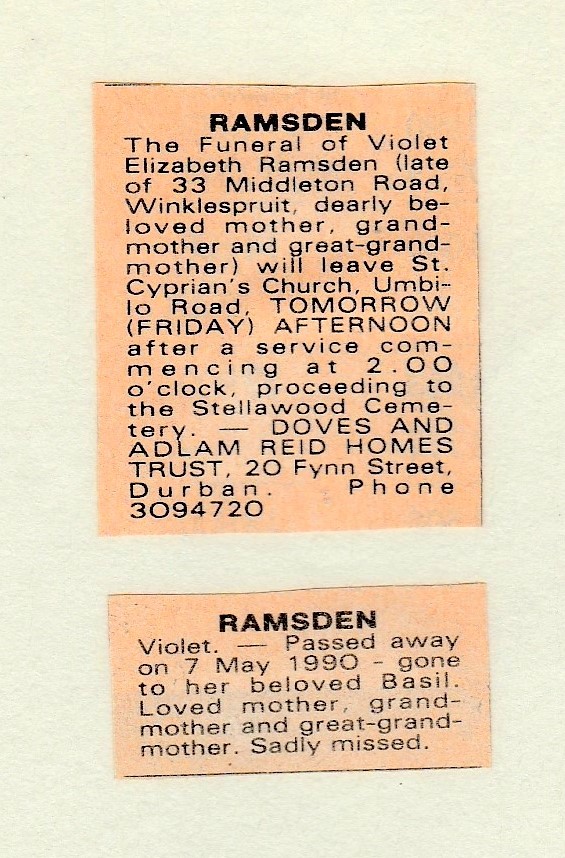 RAMSDEN
The Funeral of Violet
Elizabeth Ramsden (late
of 33 Middleton Road,
Winklespruit, dearly be-
loved mother, grand-
mother and great-grand-
mother) will leave St.
Cyprian's Church, Umbi-
lo Road, TOMORROW
(FRIDAY) AFTERNOON
after a service com-
mencing at 2.00
o'clock, proceeding to
the Stellawood Ceme-
tery. — DOVES AND
ADLAM REID HOMES
TRUST, 20 Fynn Street,
Durban. Phone
3094720
RAMSDEN
Violet. — Passed away
on 7 May 1990 - gone
to her beloved Basil.
Loved mother, grand-
mother and great-grand-
mother. Sadly missed.